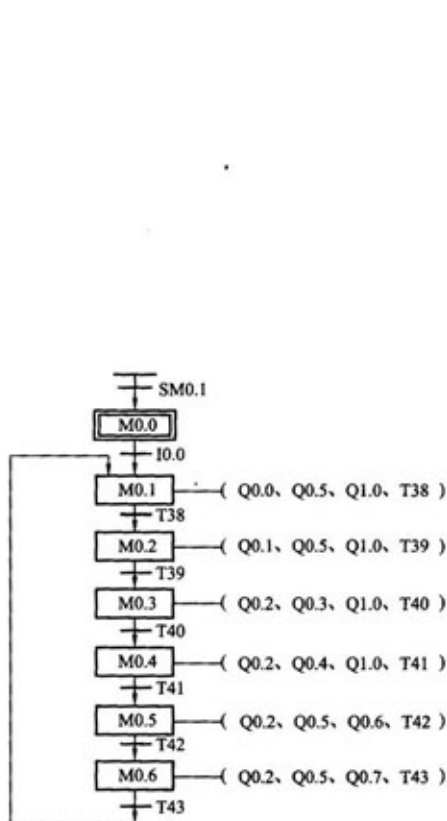 SM0.1
M0.0
I0.0
M0.1 ( Q0.0、Q0.5、Q1.0、T38 )
T38
M0.2 ( Q0.1、Q0.5、Q1.0、T39 )
T39
M0.3 ( Q0.2、Q0.3、Q1.0、T40 )
T40
M0.4 ( Q0.2、Q0.4、Q1.0、T41 )
T41
M0.5 ( Q0.2、Q0.5、Q0.6、T42 )
T42
M0.6 ( Q0.2、Q0.5、Q0.7、T43 )
T43